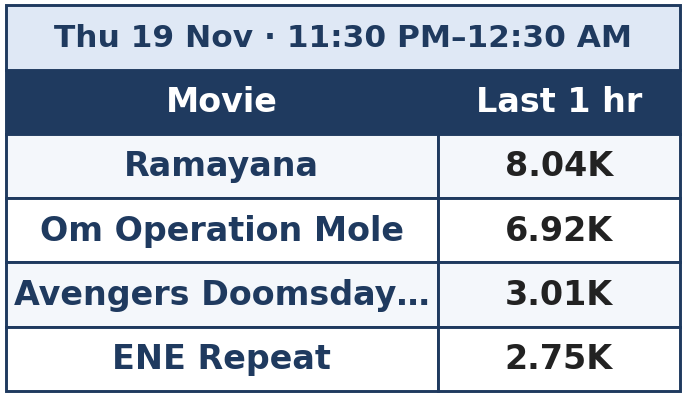 Thu 19 Nov · 11:30 PM–12:30 AM
Movie Last 1 hr
Ramayana 8.04K
Om Operation Mole 6.92K
Avengers Doomsday... 3.01K
ENE Repeat 2.75K